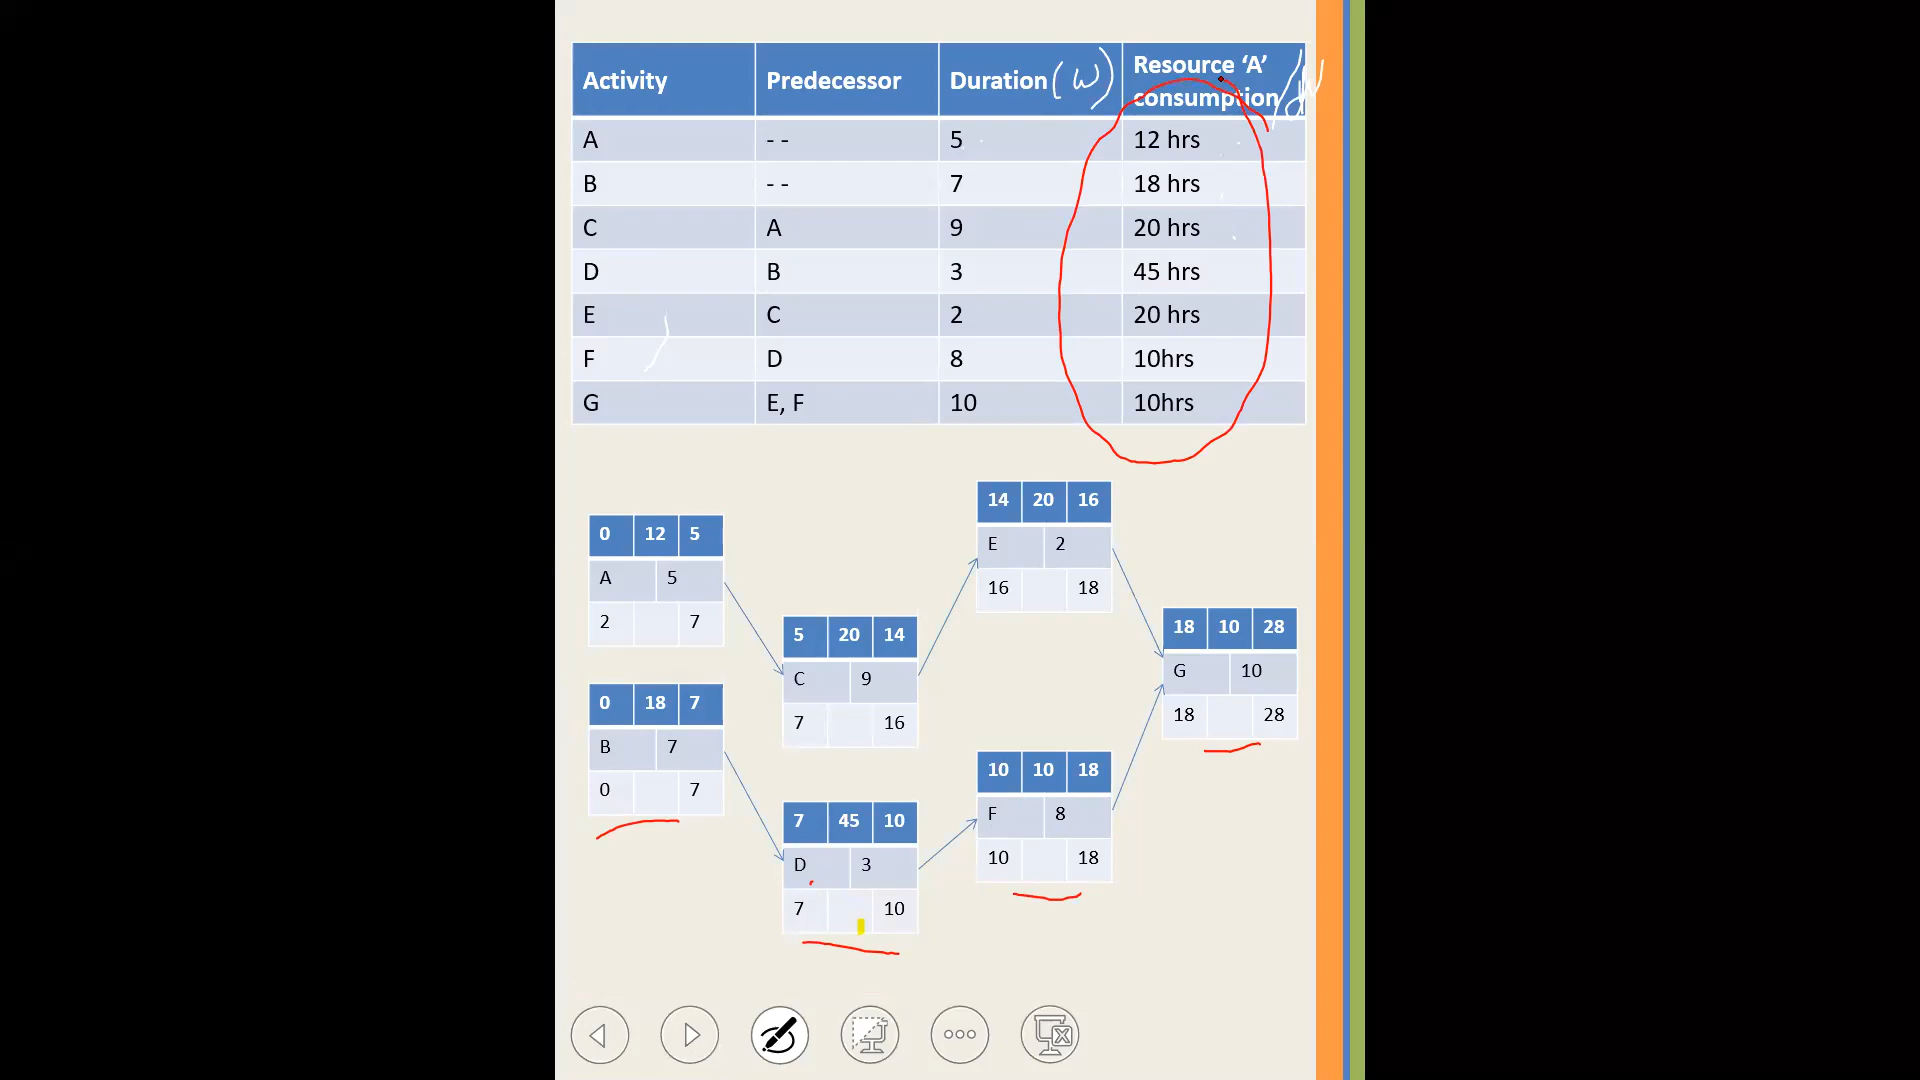 Activity Predecessor Duration (W) Resource ‘A’ consumption
A - - 5 12 hrs
B - - 7 18 hrs
C A 9 20 hrs
D B 3 45 hrs
E C 2 20 hrs
F D 8 10hrs
G E, F 10 10hrs
14 20 16
E 2
16 18
0 12 5
A 5
2 7
5 20 14
C 9
7 16
18 10 28
G 10
18 28
0 18 7
B 7
0 7
10 10 18
F 8
10 18
7 45 10
D 3
7 10